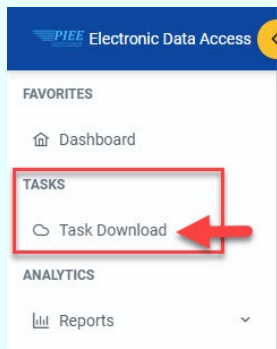 PIEE Electronic Data Access
FAVORITES
Dashboard
TASKS
Task Download
ANALYTICS
Reports